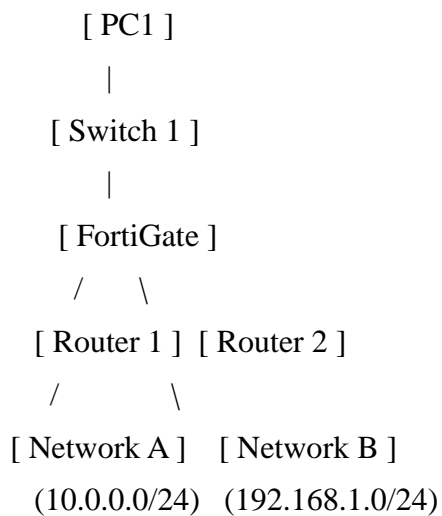 [ PC1 ]
|
[ Switch 1 ]
|
[ FortiGate ]
/ \
[ Router 1 ] [ Router 2 ]
/ \
[ Network A ] [ Network B ]
(10.0.0.0/24) (192.168.1.0/24)